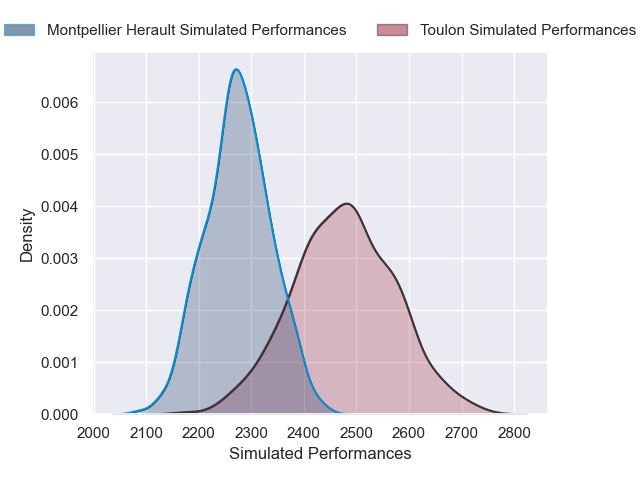 Montpellier Herault Simulated Performances Toulon Simulated Performances
0.006
0.005
0.004
0.003
0.002
0.001
0.000
Density
2000 2100 2200 2300 2400 2500 2600 2700 2800
Simulated Performances